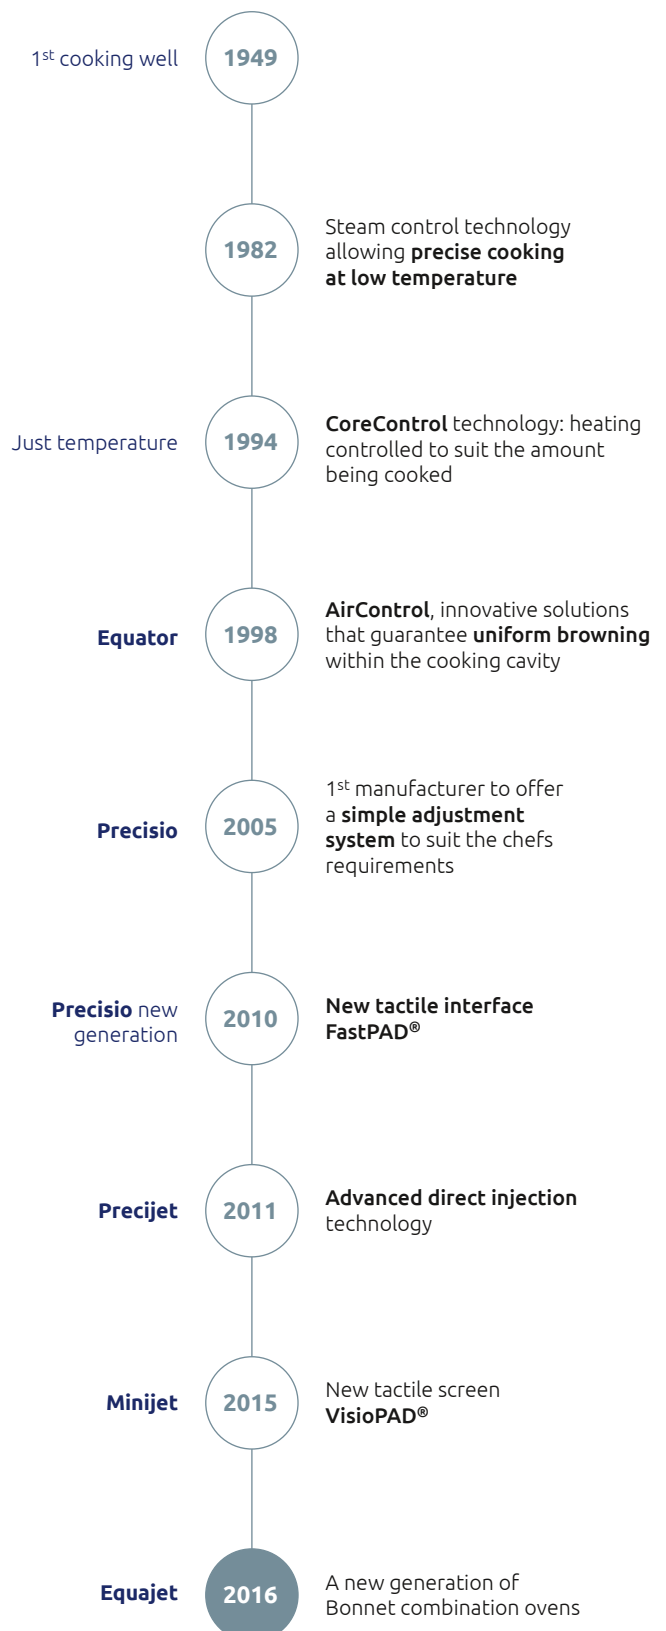 1st cooking well
1949
1982
Steam control technology
allowing precise cooking
at low temperature
Just temperature
1994
CoreControl technology: heating
controlled to suit the amount
being cooked
Equator
1998
AirControl, innovative solutions
that guarantee uniform browning
within the cooking cavity
Precisio
2005
1st manufacturer to offer
a simple adjustment
system to suit the chefs
requirements
Precisio new
generation
2010
New tactile interface
FastPAD®
Precijet
2011
Advanced direct injection
technology
Minijet
2015
New tactile screen
VisioPAD®
Equajet
2016
A new generation of
Bonnet combination ovens